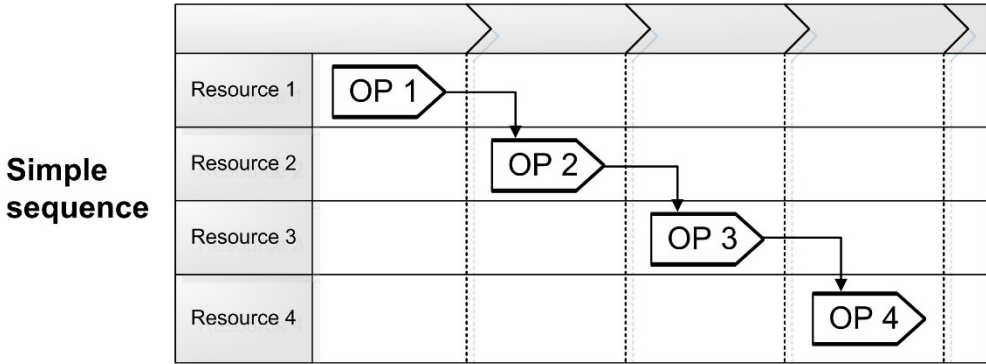 Simple
sequence
Resource 1
OP 1
Resource 2
OP 2
Resource 3
OP 3
Resource 4
OP 4